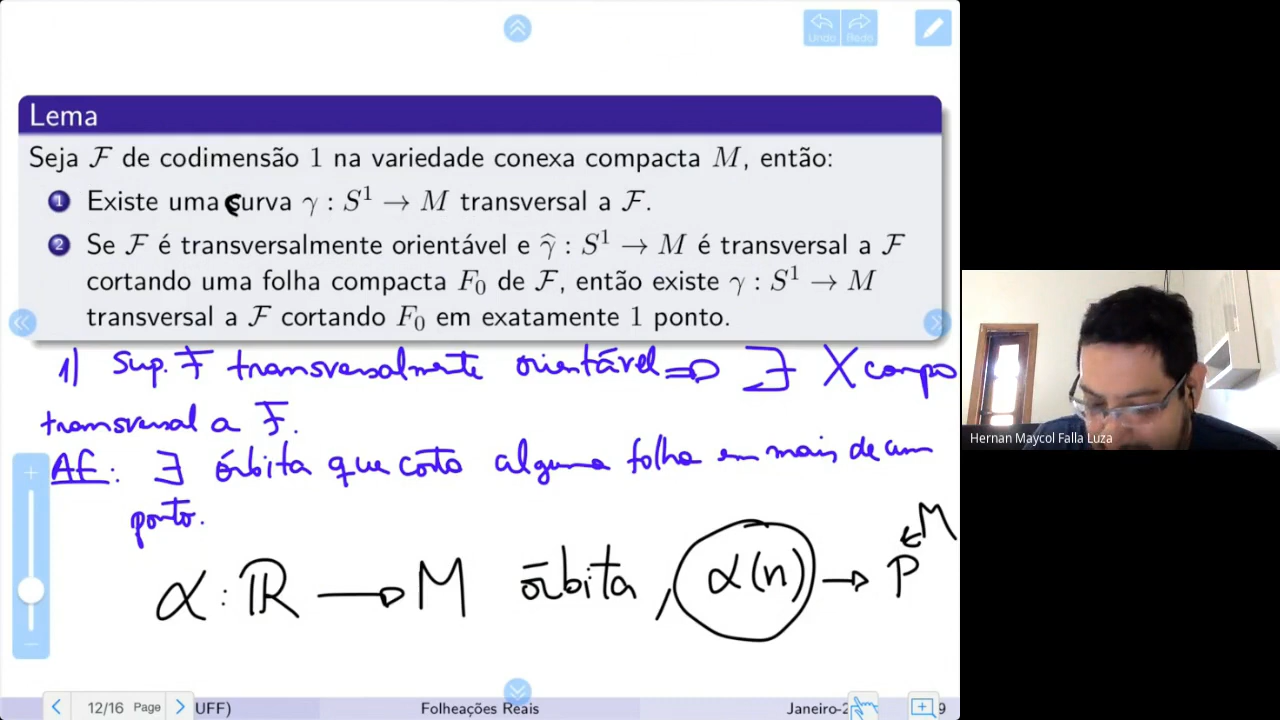 Undo Redo
Lema
Seja F de codimensão 1 na variedade conexa compacta M, então:
1 Existe uma curva γ : S¹ → M transversal a F.
2 Se F é transversalmente orientável e γ̂ : S¹ → M é transversal a F
cortando uma folha compacta F₀ de F, então existe γ : S¹ → M
transversal a F cortando F₀ em exatamente 1 ponto.
1) Sup. F transversalmente orientável ⇒ ∃ X campo
transversal a F.
Af: ∃ órbita que corta alguma folha em mais de um
ponto.
α: ℝ → M órbita, α(n) → p ∈ M
Hernan Maycol Falla Luza
12/16 Page UFF) Folheações Reais Janeiro-2 9